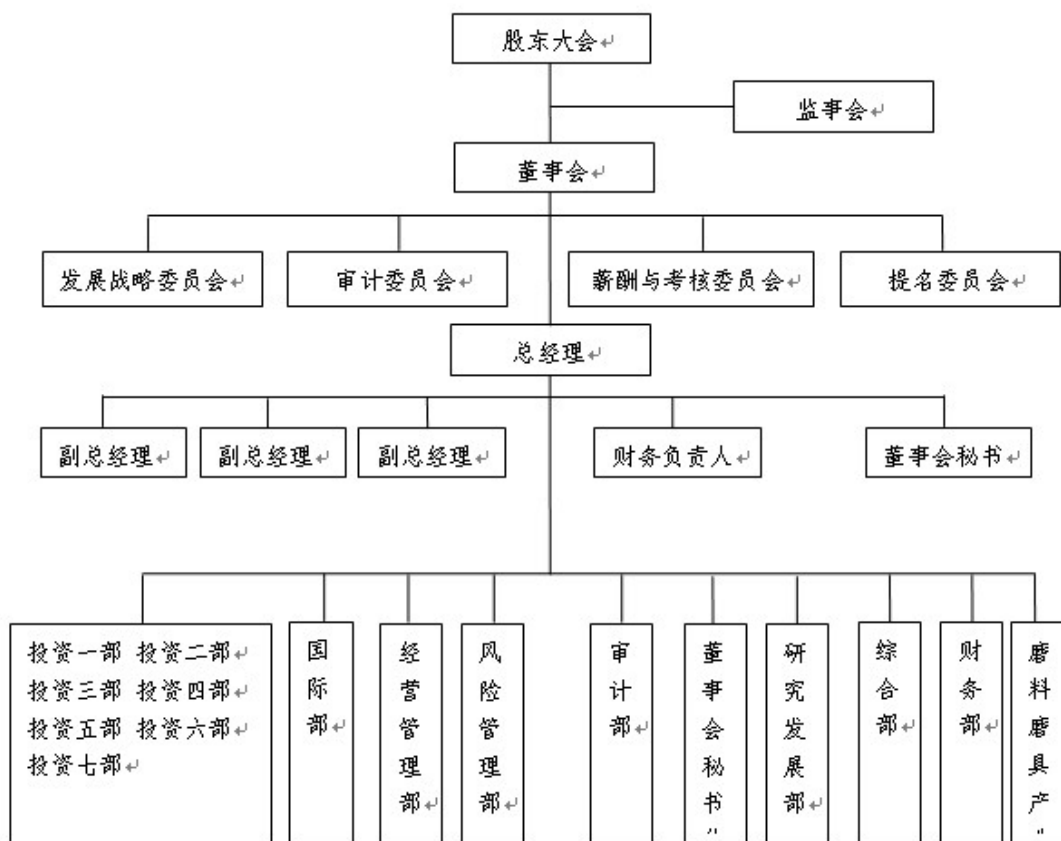 股东大会
监事会
董事会
发展战略委员会
审计委员会
薪酬与考核委员会
提名委员会
总经理
副总经理
副总经理
副总经理
财务负责人
董事会秘书
投资一部 投资二部
投资三部 投资四部
投资五部 投资六部
投资七部
国际部
经营管理部
风险管理部
审计部
董事会秘书
研究发展部
综合部
财务部
磨料磨具产